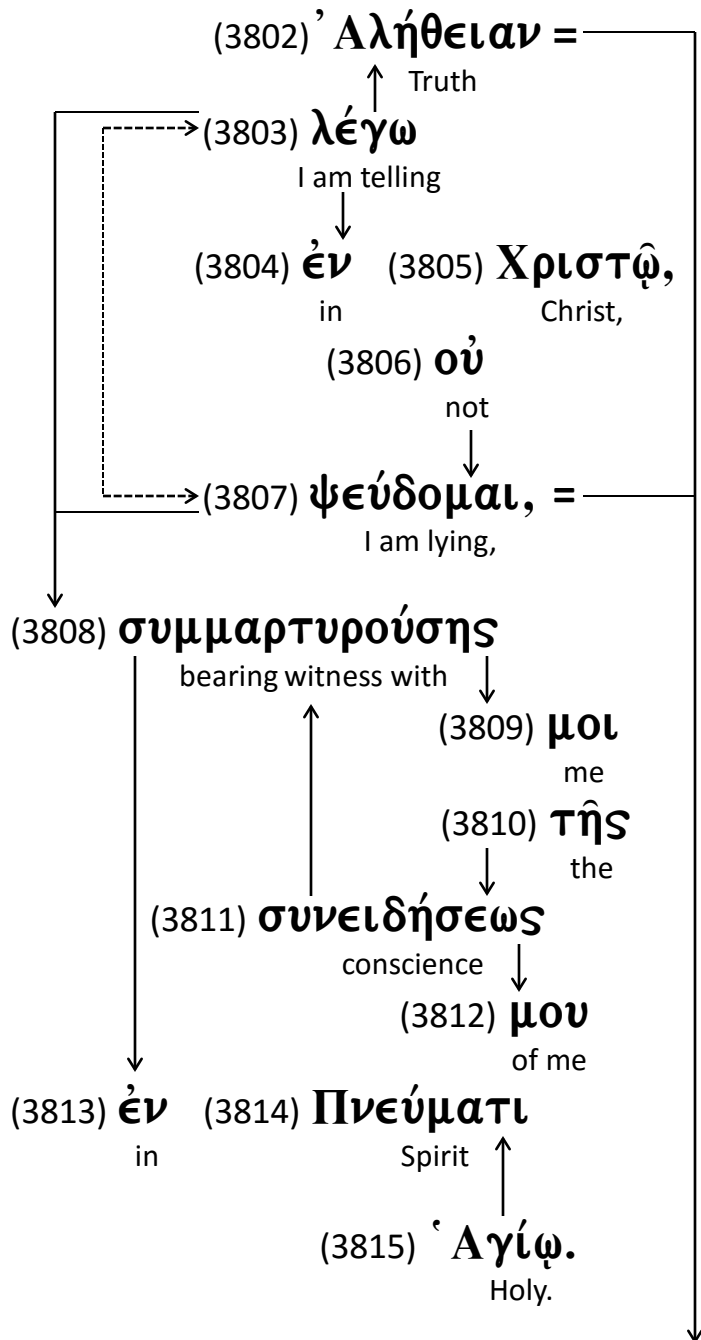 (3802) Ἀλήθειαν =
Truth
(3803) λέγω
I am telling
(3804) ἐν (3805) Χριστῷ,
in Christ,
(3806) οὐ
not
(3807) ψεύδομαι, =
I am lying,
(3808) συμμαρτυρούσης
bearing witness with
(3809) μοι
me
(3810) τῆς
the
(3811) συνειδήσεως
conscience
(3812) μου
of me
(3813) ἐν (3814) Πνεύματι
in Spirit
(3815) Ἁγίῳ.
Holy.